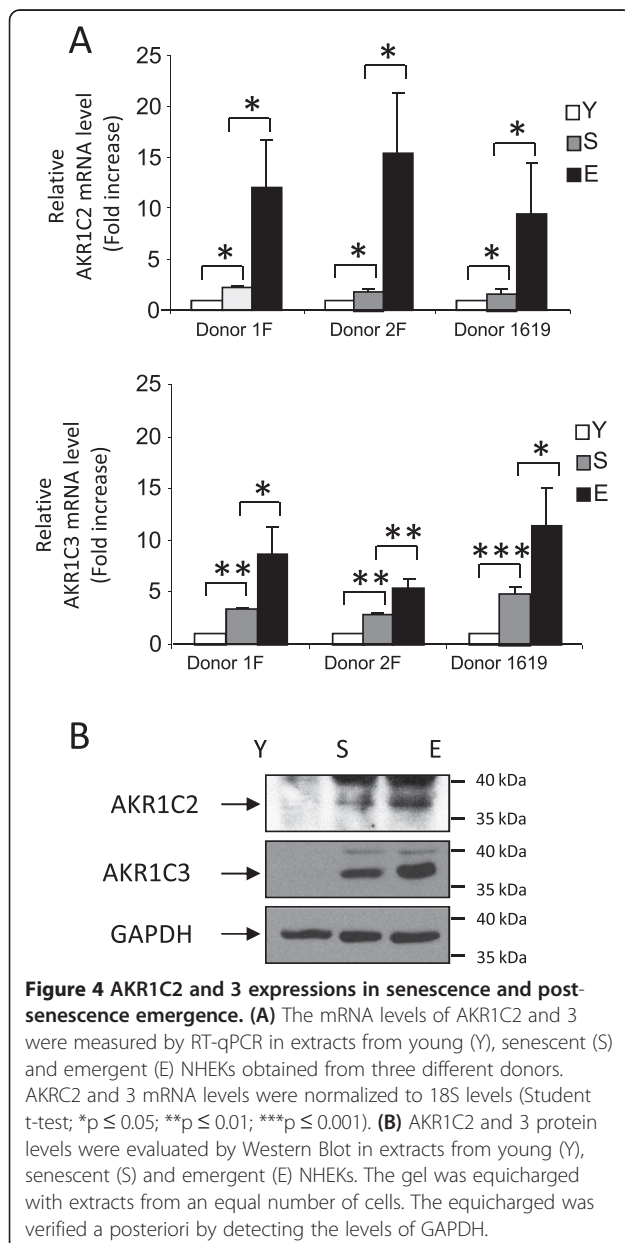 A
25
20
15
10
5
0
Relative
AKR1C2 mRNA level
(Fold increase)
*
*
*
*
*
*
Y
S
E
Donor 1F
Donor 2F
Donor 1619
25
20
15
10
5
0
Relative
AKR1C3 mRNA level
(Fold increase)
**
*
**
**
***
*
Y
S
E
Donor 1F
Donor 2F
Donor 1619
B
Y S E
AKR1C2
40 kDa
35 kDa
AKR1C3
40 kDa
35 kDa
GAPDH
40 kDa
35 kDa
Figure 4 AKR1C2 and 3 expressions in senescence and post-
senescence emergence. (A) The mRNA levels of AKR1C2 and 3
were measured by RT-qPCR in extracts from young (Y), senescent (S)
and emergent (E) NHEKs obtained from three different donors.
AKRC2 and 3 mRNA levels were normalized to 18S levels (Student
t-test; *p ≤ 0.05; **p ≤ 0.01; ***p ≤ 0.001). (B) AKR1C2 and 3 protein
levels were evaluated by Western Blot in extracts from young (Y),
senescent (S) and emergent (E) NHEKs. The gel was equicharged
with extracts from an equal number of cells. The equicharged was
verified a posteriori by detecting the levels of GAPDH.